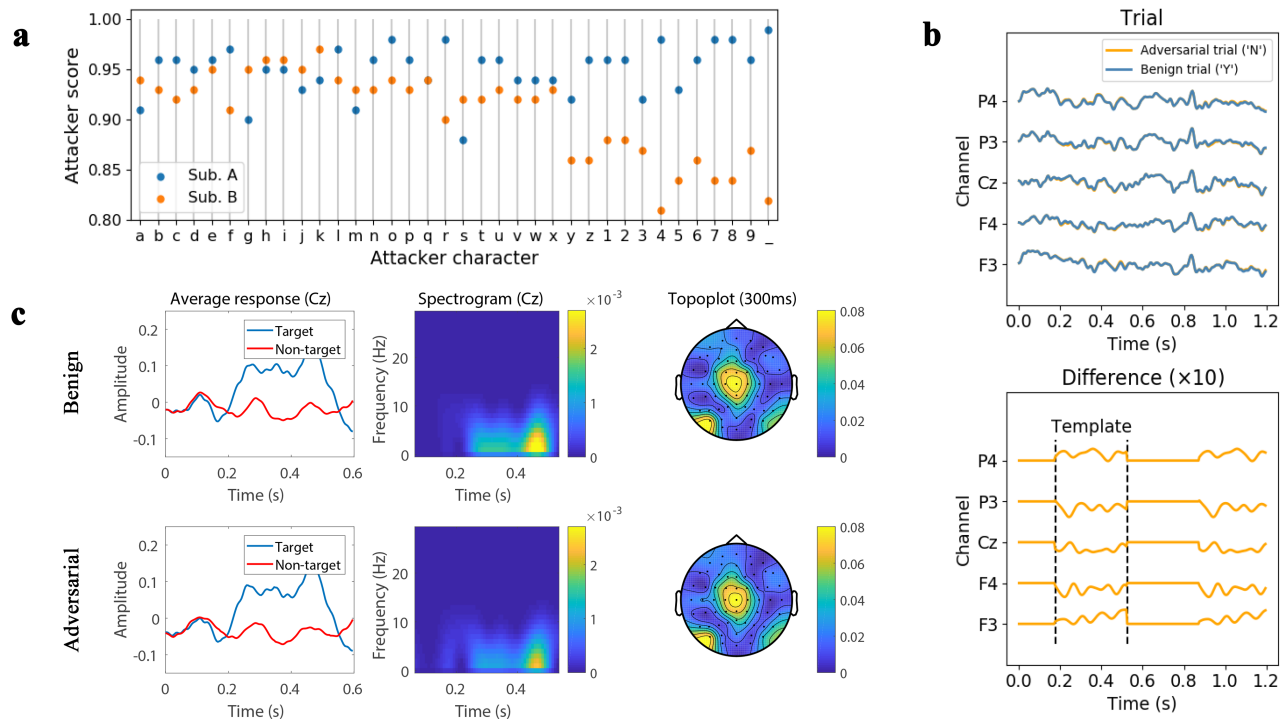 a
1.00
0.95
0.90
0.85
0.80
Attacker score
Sub. A
Sub. B
a b c d e f g h i j k l m n o p q r s t u v w x y z 1 2 3 4 5 6 7 8 9 _
Attacker character
b
Trial
Adversarial trial ('N')
Benign trial ('Y')
P4
P3
Cz
F4
F3
Channel
0.0 0.2 0.4 0.6 0.8 1.0 1.2
Time (s)
Difference (×10)
Template
P4
P3
Cz
F4
F3
Channel
0.0 0.2 0.4 0.6 0.8 1.0 1.2
Time (s)
c
Benign
Average response (Cz)
Target
Non-target
0.2
0.1
0
-0.1
Amplitude
0 0.2 0.4 0.6
Time (s)
Spectrogram (Cz)
20
10
0
Frequency (Hz)
0.2 0.4
Time (s)
×10⁻³
2
1
0
Topoplot (300ms)
0.08
0.06
0.04
0.02
0
Adversarial
Target
Non-target
0.2
0.1
0
-0.1
Amplitude
0 0.2 0.4 0.6
Time (s)
20
10
0
Frequency (Hz)
0.2 0.4
Time (s)
×10⁻³
2
1
0
0.08
0.06
0.04
0.02
0